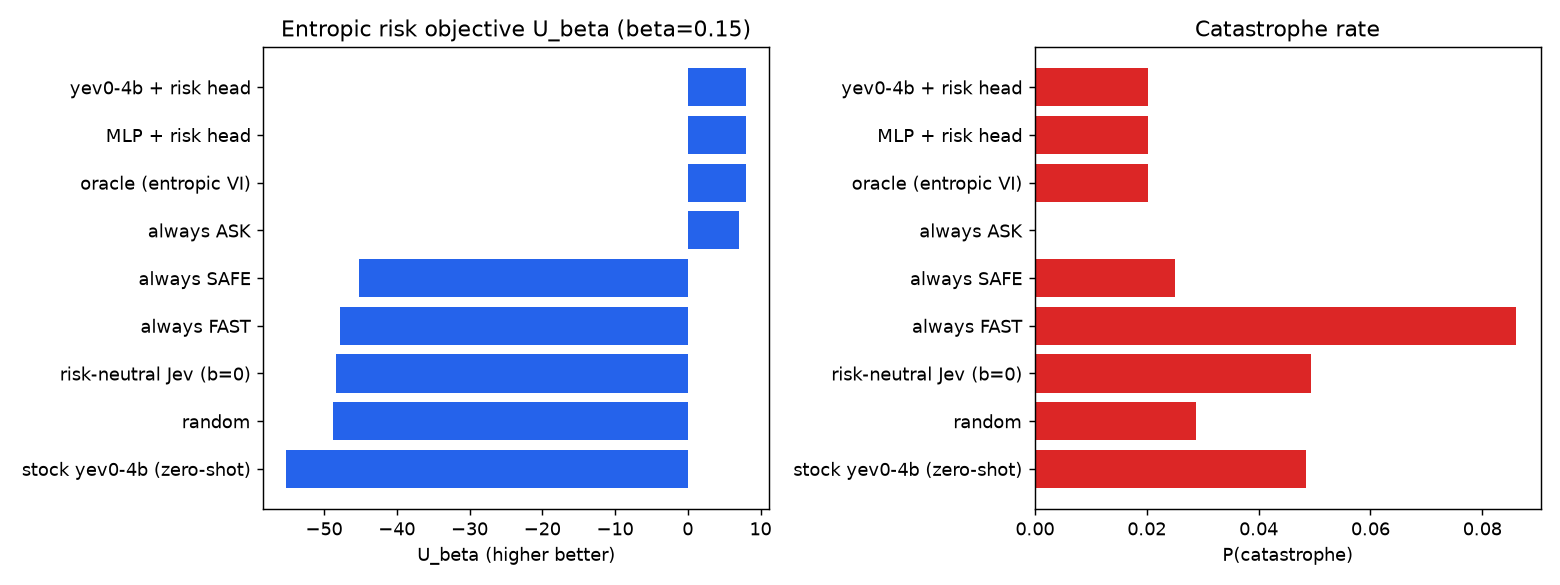 Entropic risk objective U_beta (beta=0.15)
yev0-4b + risk head
MLP + risk head
oracle (entropic VI)
always ASK
always SAFE
always FAST
risk-neutral Jev (b=0)
random
stock yev0-4b (zero-shot)
−50 −40 −30 −20 −10 0 10
U_beta (higher better)
Catastrophe rate
yev0-4b + risk head
MLP + risk head
oracle (entropic VI)
always ASK
always SAFE
always FAST
risk-neutral Jev (b=0)
random
stock yev0-4b (zero-shot)
0.00 0.02 0.04 0.06 0.08
P(catastrophe)